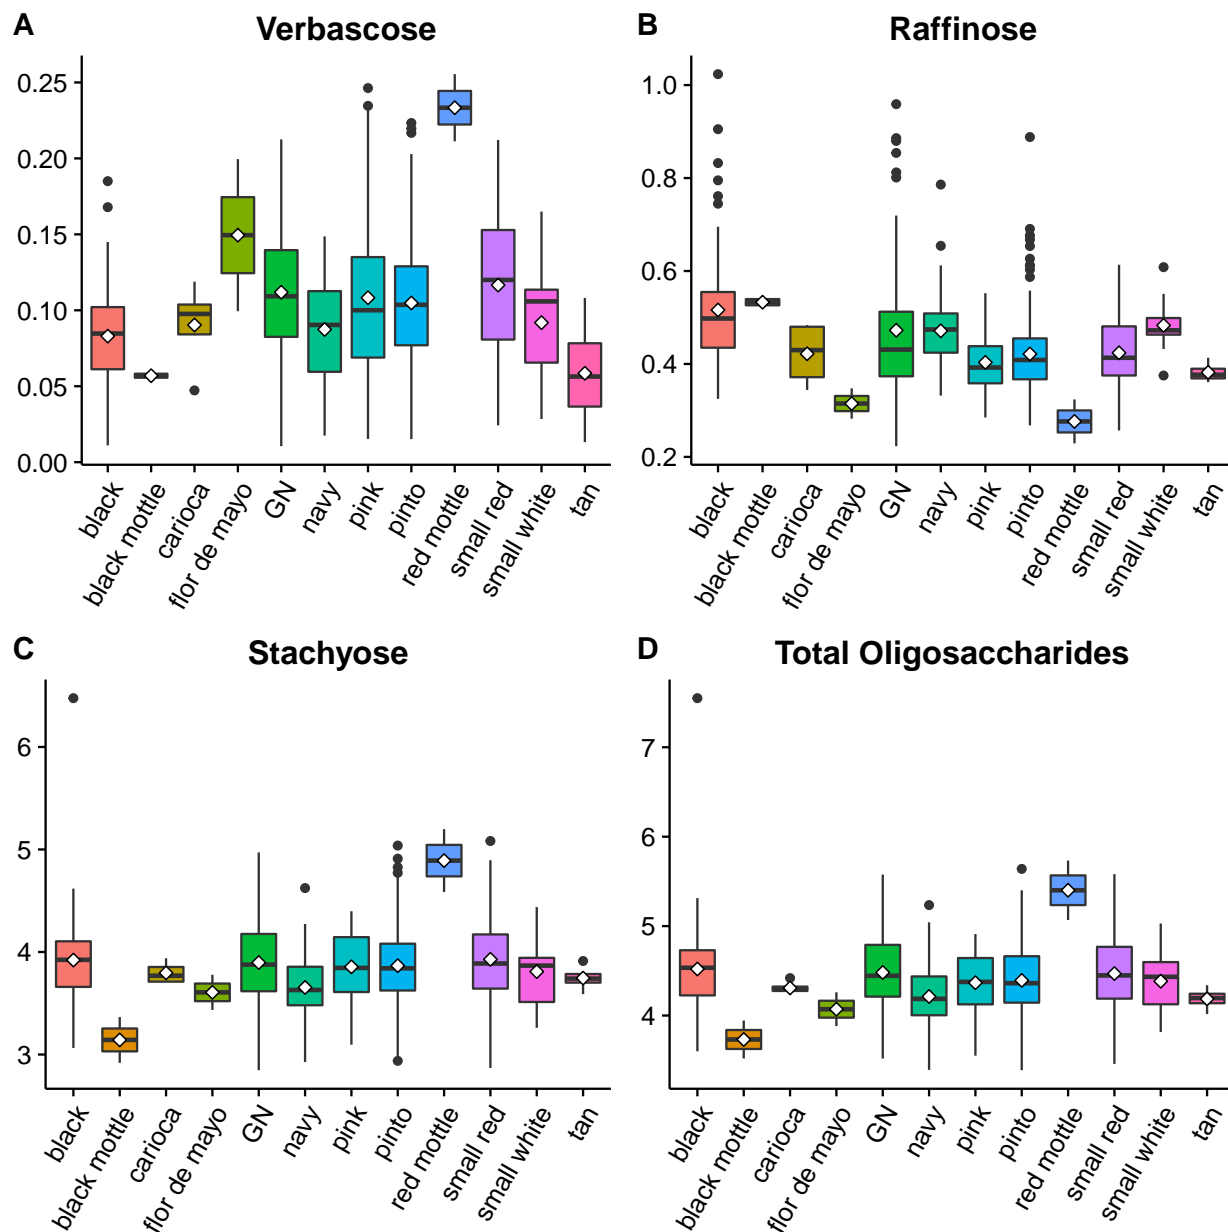 A
Verbascose
0.25
0.20
0.15
0.10
0.05
0.00
black
black mottle
carioca
flor de mayo
GN
navy
pink
pinto
red mottle
small red
small white
tan
B
Raffinose
1.0
0.8
0.6
0.4
0.2
black
black mottle
carioca
flor de mayo
GN
navy
pink
pinto
red mottle
small red
small white
tan
C
Stachyose
6
5
4
3
black
black mottle
carioca
flor de mayo
GN
navy
pink
pinto
red mottle
small red
small white
tan
D
Total Oligosaccharides
7
6
5
4
black
black mottle
carioca
flor de mayo
GN
navy
pink
pinto
red mottle
small red
small white
tan